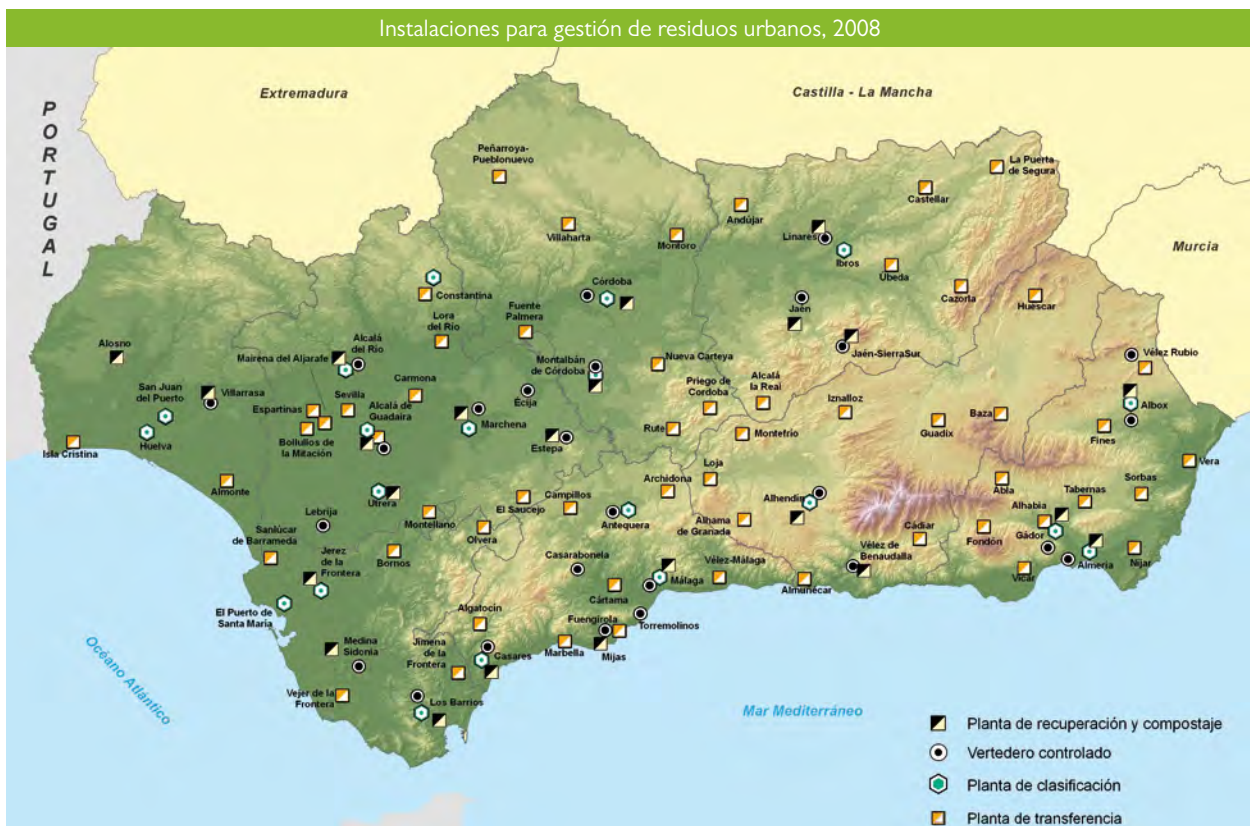 Instalaciones para gestión de residuos urbanos, 2008
PORTUGAL
Extremadura
Castilla - La Mancha
Murcia
Peñarroya-
Pueblonuevo
La Puerta
de Segura
Castellar
Andújar
Villaharta
Montoro
Linares
Ibros
Úbeda
Córdoba
Constantina
Cazorla
Huéscar
Jaén
Lora
del Río
Fuente
Palmera
Alosno
Mairena del Aljarafe
Alcalá
del Río
Jaén-SierraSur
Vélez Rubio
Montalbán
de Córdoba
Nueva Carteya
San Juan
del Puerto
Villarrasa
Carmona
Écija
Priego de
Cordoba
Alcalá
la Real
Iznalloz
Albox
Espartinas
Sevilla
Alcalá de
Guadaira
Marchena
Baza
Guadix
Fines
Huelva
Bollullos de
la Mitación
Estepa
Rute
Montefrío
Isla Cristina
Vera
Almonte
Utrera
Campillos
El Saucejo
Archidona
Loja
Abla
Tabernas
Sorbas
Lebrija
Montellano
Antequera
Alhendín
Alhabia
Sanlúcar
de Barrameda
Olvera
Alhama de
Granada
Cádiar
Fondón
Gádor
Jerez
de la
Frontera
Bornos
Casarabonela
Vélez-Málaga
Vélez de
Benaudalla
Vícar
Almería
Níjar
Málaga
Cártama
Almuñécar
El Puerto de
Santa María
Algatocín
Fuengirola
Torremolinos
Medina
Sidonia
Jimena
de la
Frontera
Casares
Marbella
Mijas
Vejer de la
Frontera
Los Barrios
Océano Atlántico
Mar Mediterráneo
Planta de recuperación y compostaje
Vertedero controlado
Planta de clasificación
Planta de transferencia